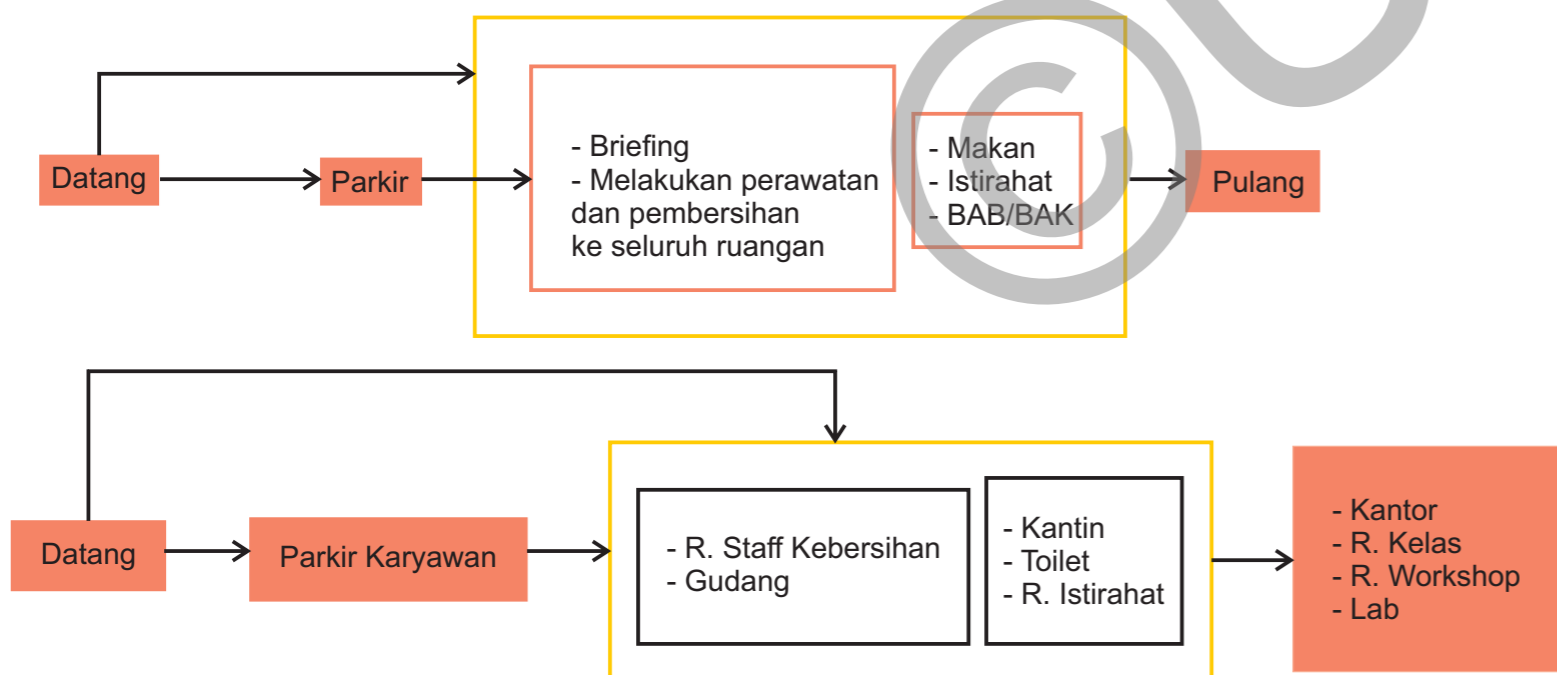 Datang
Parkir
- Briefing
- Melakukan perawatan
dan pembersihan
ke seluruh ruangan
- Makan
- Istirahat
- BAB/BAK
Pulang
Datang
Parkir Karyawan
- R. Staff Kebersihan
- Gudang
- Kantin
- Toilet
- R. Istirahat
- Kantor
- R. Kelas
- R. Workshop
- Lab